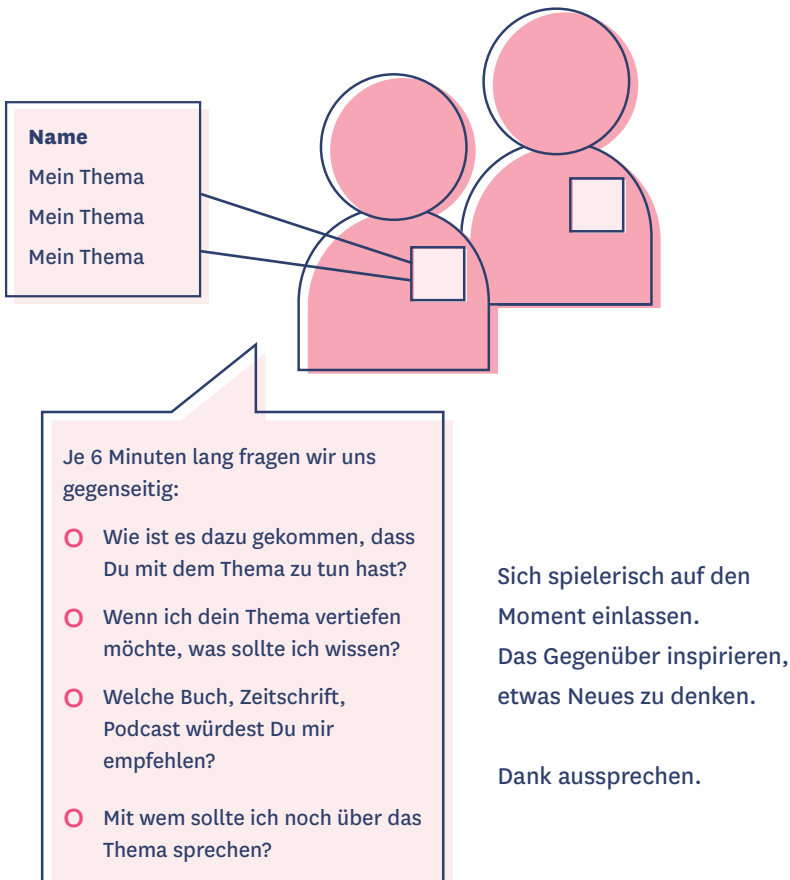 Name
Mein Thema
Mein Thema
Mein Thema
Je 6 Minuten lang fragen wir uns
gegenseitig:
O Wie ist es dazu gekommen, dass
Du mit dem Thema zu tun hast?
O Wenn ich dein Thema vertiefen
möchte, was sollte ich wissen?
O Welche Buch, Zeitschrift,
Podcast würdest Du mir
empfehlen?
O Mit wem sollte ich noch über das
Thema sprechen?
Sich spielerisch auf den
Moment einlassen.
Das Gegenüber inspirieren,
etwas Neues zu denken.
Dank aussprechen.